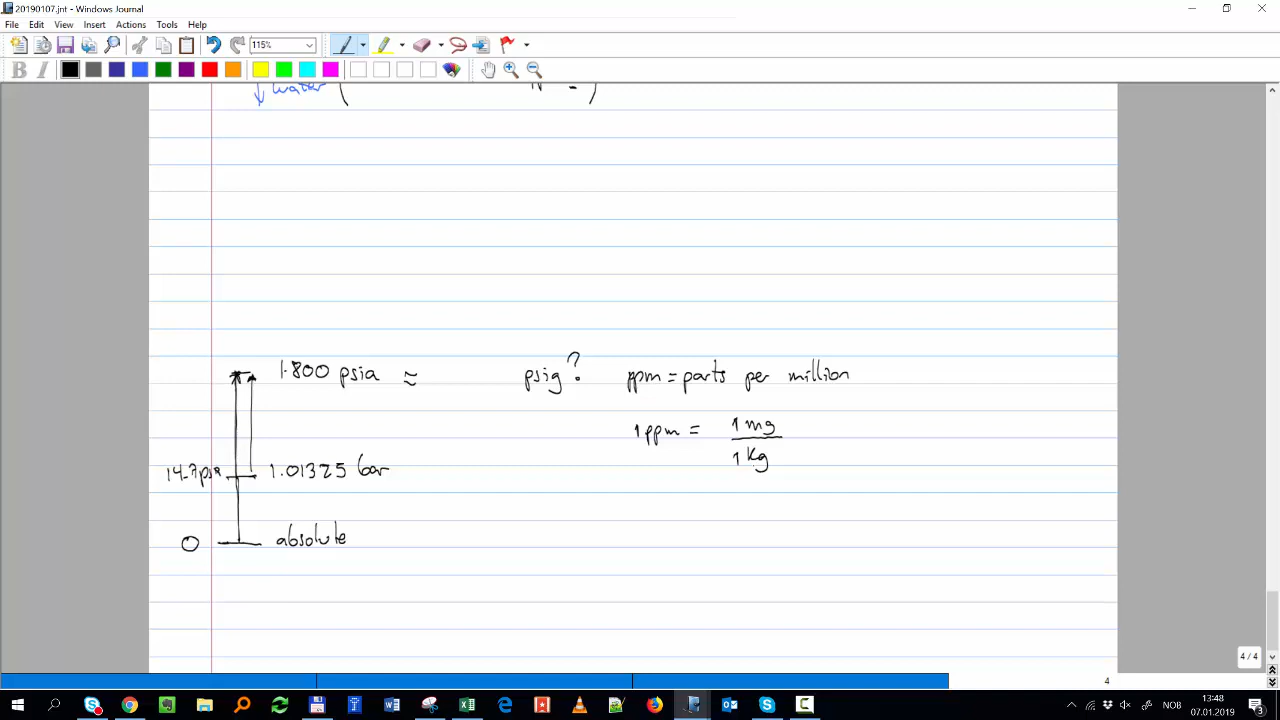 20190107.jnt - Windows Journal
File Edit View Insert Actions Tools Help
115%
B I
water (
1.800 psia ≈ psig? ppm = parts per million
1 ppm = 1 mg
1 Kg
14.7psia 1.01325 bar
0 absolute
4 / 4
4
NOB
13:48
07.01.2019
3